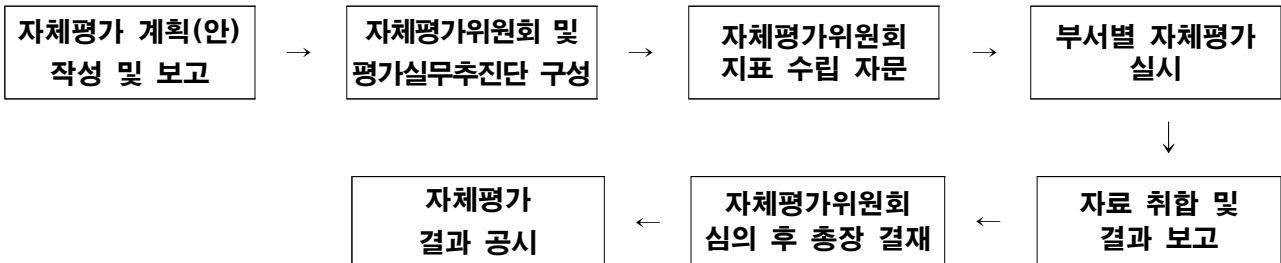 자체평가 계획(안)
작성 및 보고
→
자체평가위원회 및
평가실무추진단 구성
→
자체평가위원회
지표 수립 자문
→
부서별 자체평가
실시
↓
자료 취합 및
결과 보고
←
자체평가위원회
심의 후 총장 결재
←
자체평가
결과 공시